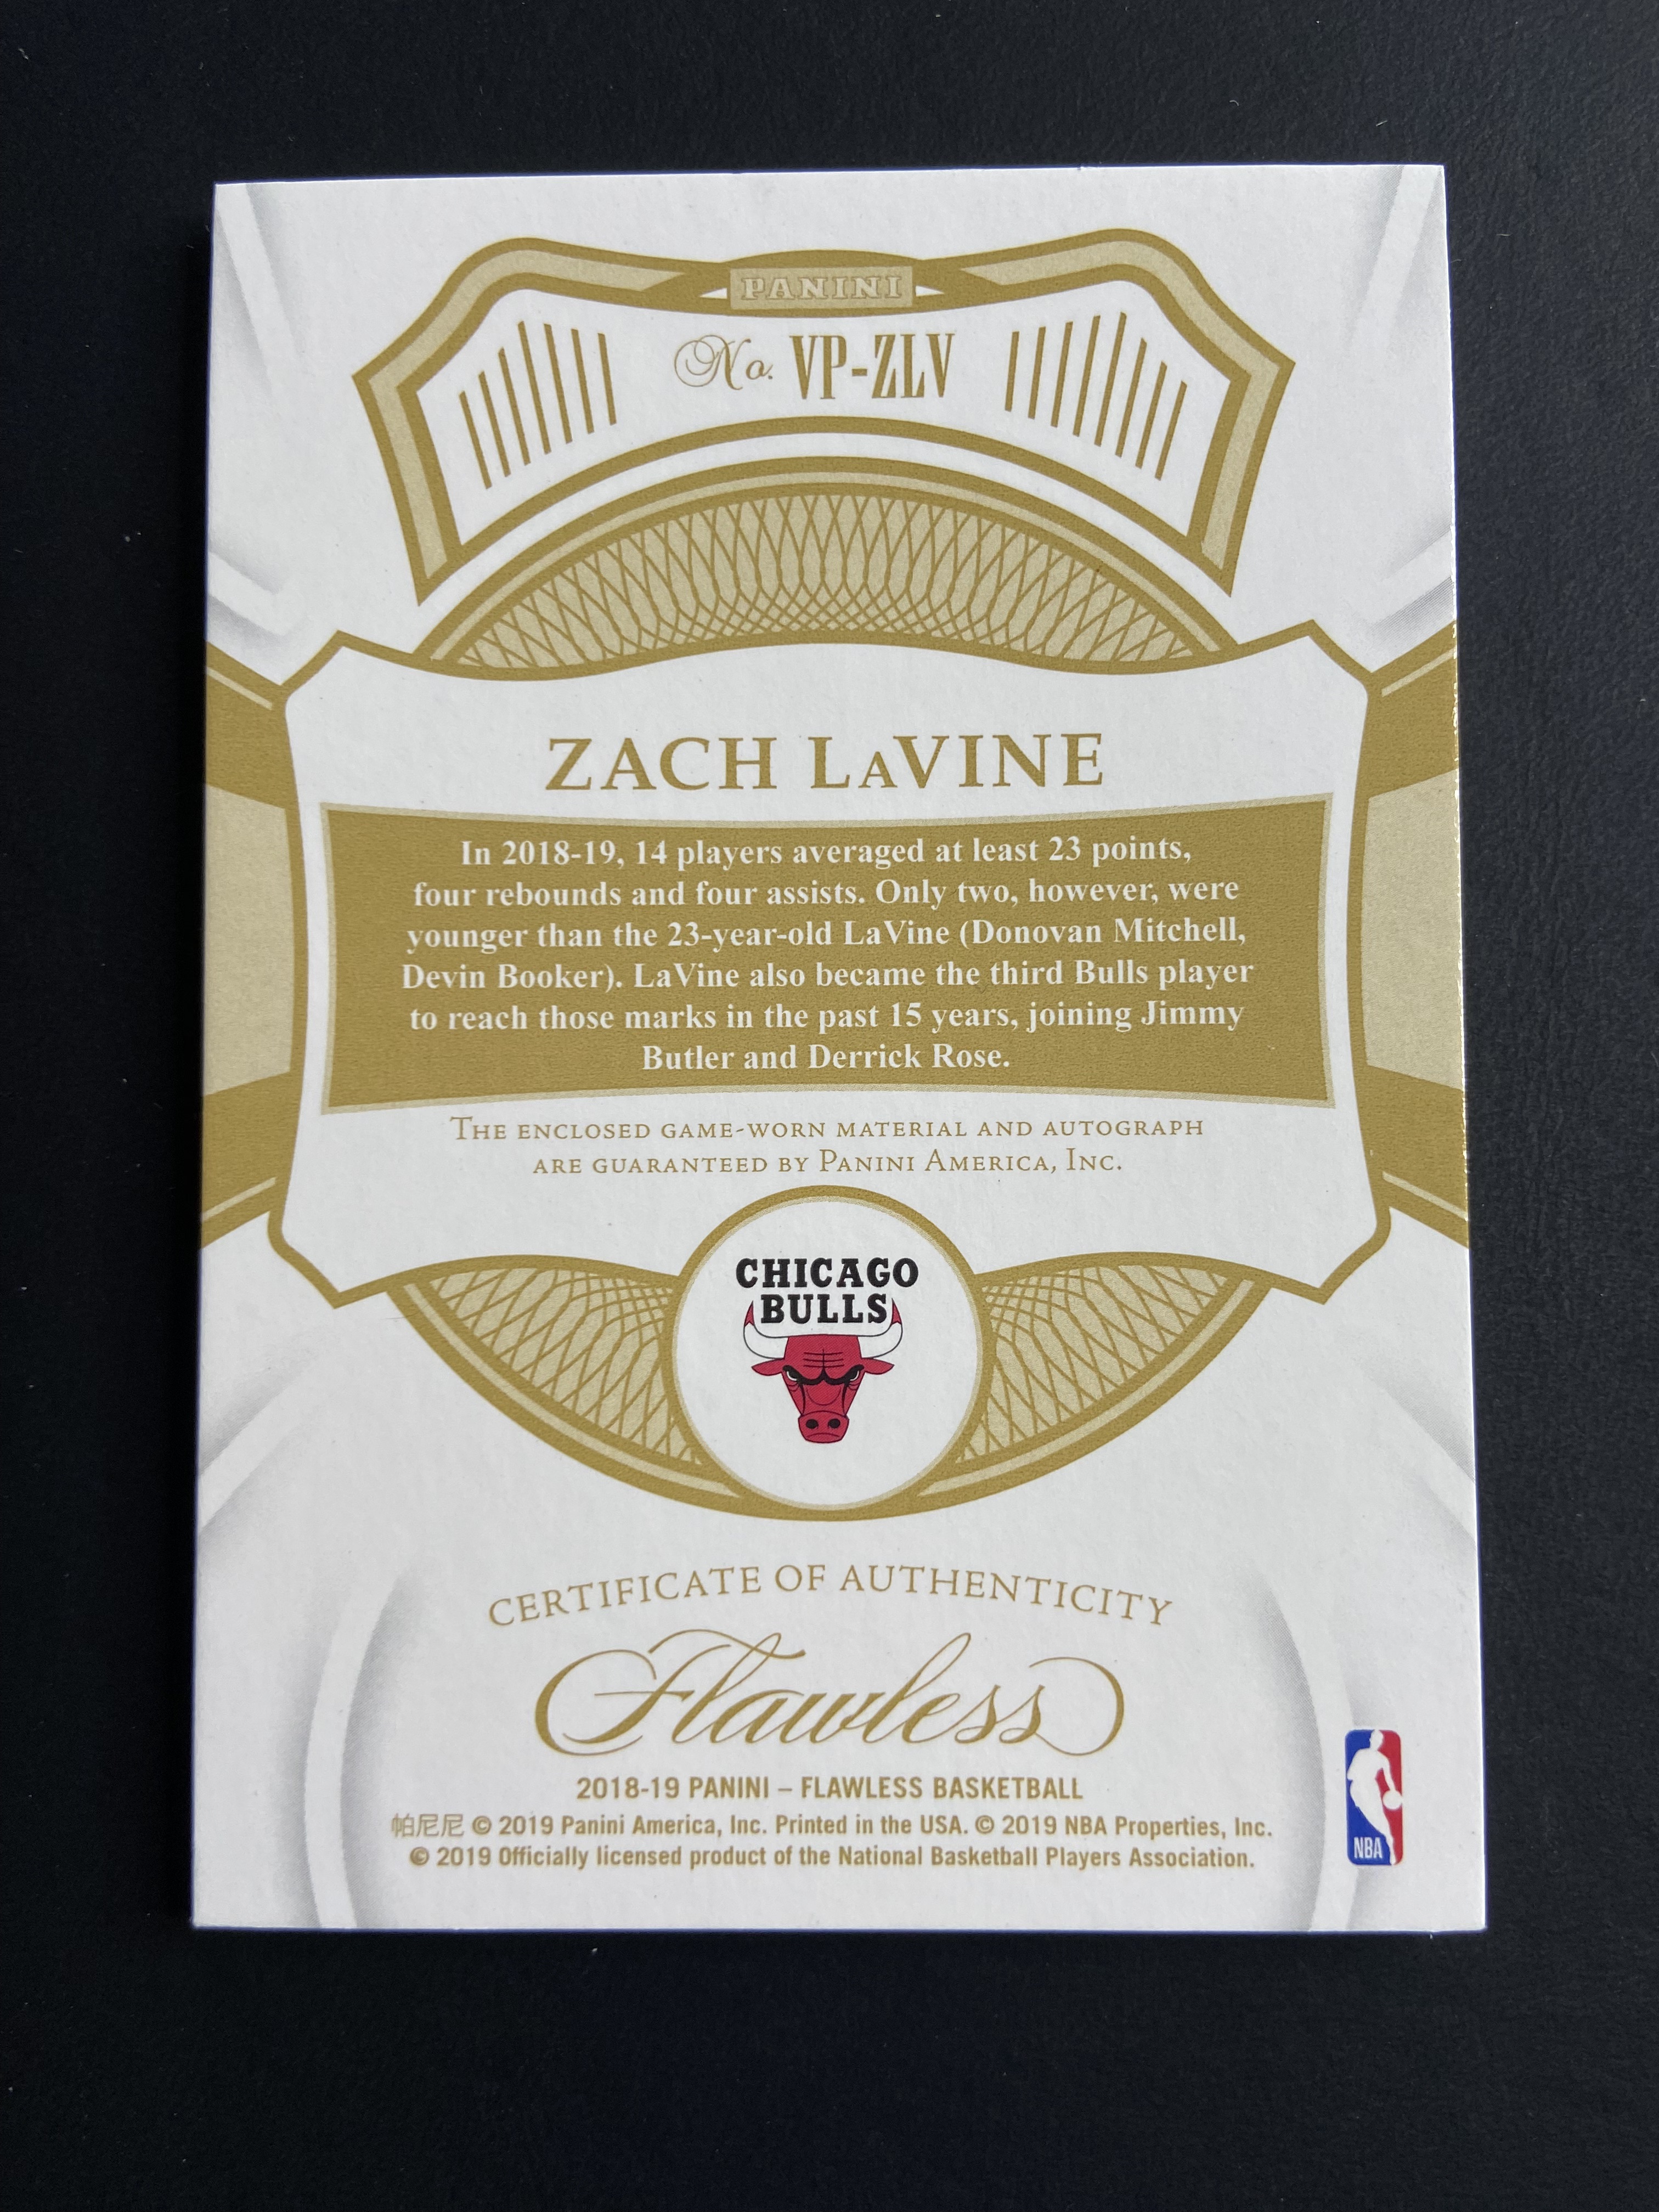 PANINI
No. VP-ZLV
ZACH LaVINE
In 2018-19, 14 players averaged at least 23 points,
four rebounds and four assists. Only two, however, were
younger than the 23-year-old LaVine (Donovan Mitchell,
Devin Booker). LaVine also became the third Bulls player
to reach those marks in the past 15 years, joining Jimmy
Butler and Derrick Rose.
The enclosed game-worn material and autograph
are guaranteed by Panini America, Inc.
CHICAGO
BULLS
CERTIFICATE OF AUTHENTICITY
Flawless
2018-19 PANINI – FLAWLESS BASKETBALL
帕尼尼 © 2019 Panini America, Inc. Printed in the USA. © 2019 NBA Properties, Inc.
© 2019 Officially licensed product of the National Basketball Players Association.
NBA